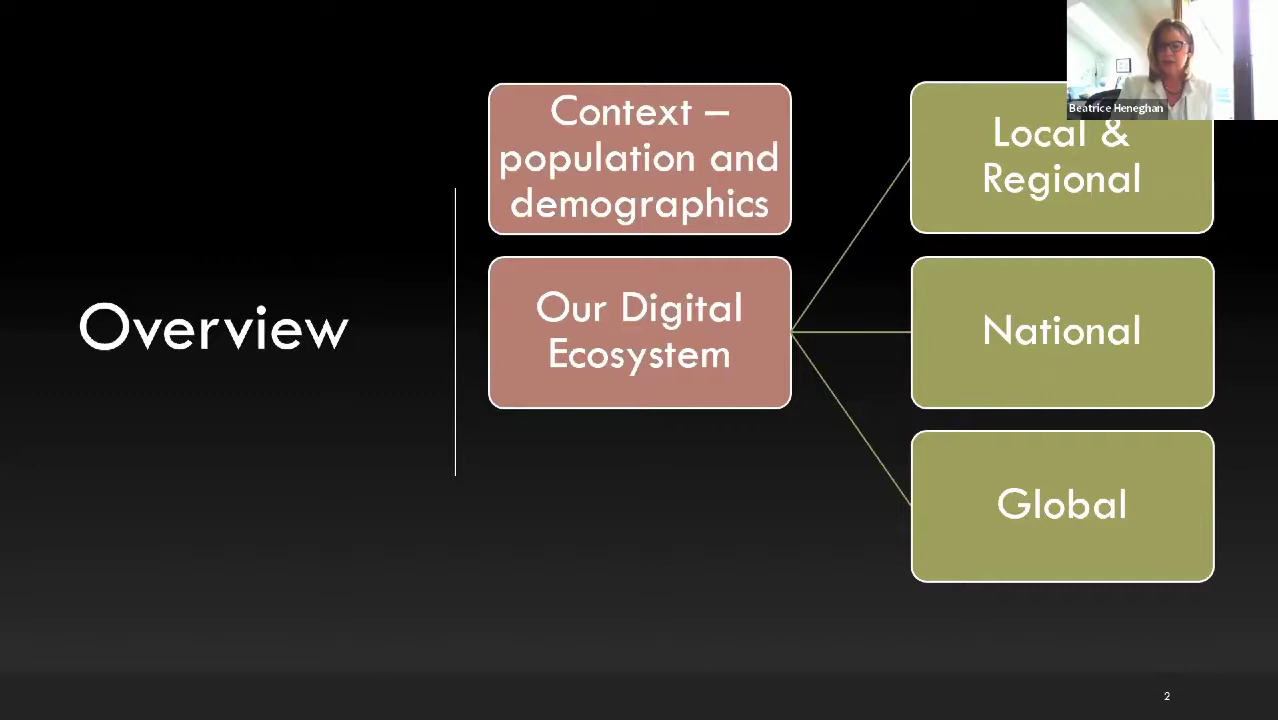 Overview
Context –
population and
demographics
Our Digital
Ecosystem
Local &
Regional
National
Global
Beatrice Heneghan
2